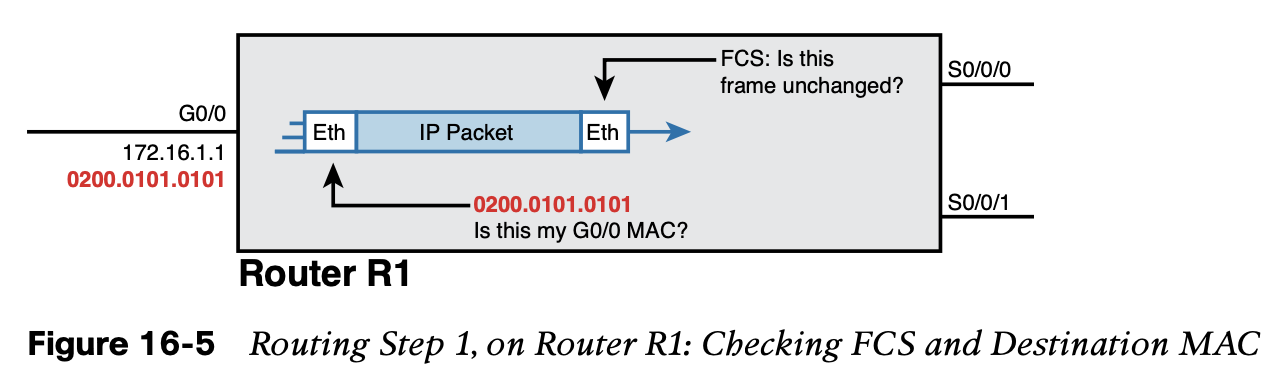 FCS: Is this
frame unchanged?
S0/0/0
G0/0
Eth
IP Packet
Eth
172.16.1.1
0200.0101.0101
0200.0101.0101
Is this my G0/0 MAC?
S0/0/1
Router R1
Figure 16-5 Routing Step 1, on Router R1: Checking FCS and Destination MAC